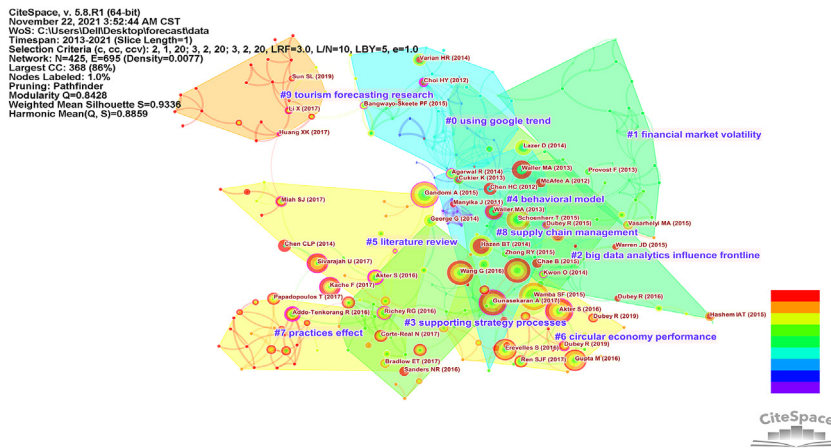 CiteSpace, v. 5.8.R1 (64-bit)
November 22, 2021 3:52:44 AM CST
WoS: C:\Users\Dell\Desktop\forecast\data
Timespan: 2013-2021 (Slice Length=1)
Selection Criteria (c, cc, ccv): 2, 1, 20; 3, 2, 20; 3, 2, 20, LRF=3.0, L/N=10, LBY=5, e=1.0
Network: N=425, E=695 (Density=0.0077)
Largest CC: 368 (86%)
Nodes Labeled: 1.0%
Pruning: Pathfinder
Modularity Q=0.8428
Weighted Mean Silhouette S=0.9336
Harmonic Mean(Q, S)=0.8859
Varian HR (2014)
Sun SL (2019)
Choi HY (2012)
#9 tourism forecasting research
Bangwayo-Skeete PF (2015)
Li X (2017)
#0 using google trend
Huang XK (2017)
#1 financial market volatility
Lazer D (2014)
Agarwal R (2014)
Waller MA (2013)
Provost F (2013)
Cukier K (2013)
McAfee A (2012)
Chen HC (2012)
Gandomi A (2015)
#4 behavioral model
Miah SJ (2017)
Manyika J (2011)
Waller MA (2013)
George G (2014)
Schoenherr T (2015)
Dubey R (2015)
Vasarhelyi MA (2015)
#8 supply chain management
#5 literature review
Chen CLP (2014)
Hazen BT (2014)
Warren JD (2015)
Zhong RY (2015)
#2 big data analytics influence frontline
Sivarajah U (2017)
Chae B (2015)
Wang G (2016)
Kwon O (2014)
Akter S (2016)
Kache F (2017)
Papadopoulos T (2017)
Wamba SF (2015)
Dubey R (2016)
Gunasekaran A (2017)
Akter S (2016)
Addo-Tenkorang R (2016)
Richey RG (2016)
Dubey R (2019)
Hashem IAT (2015)
#3 supporting strategy processes
#7 practices effect
Corte-Real N (2017)
#6 circular economy performance
Dubey R (2019)
Erevelles S (2016)
Bradlow ET (2017)
Ren SJF (2017)
Gupta M (2016)
Sanders NR (2016)
CiteSpace